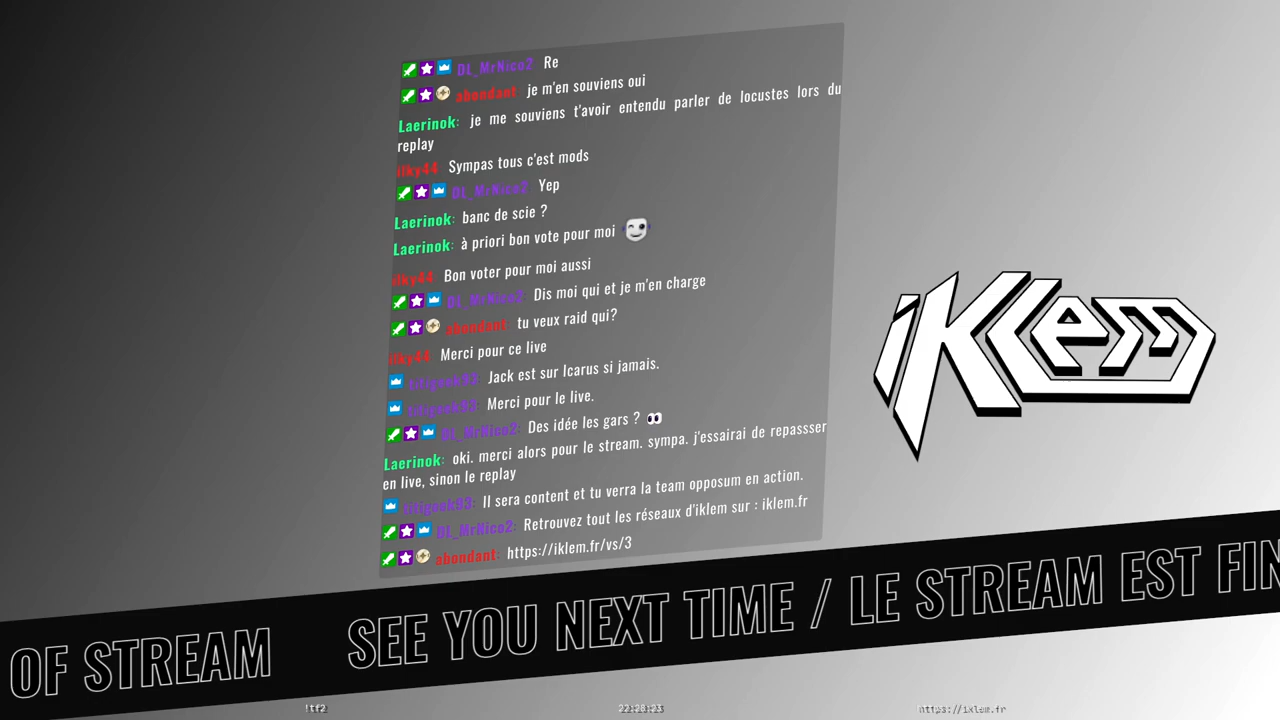 DL_MrNico2: Re
abondant: je m'en souviens oui
Laerinok: je me souviens t'avoir entendu parler de locustes lors du
replay
ilky44 Sympas tous c'est mods
DL_MrNico2: Yep
Laerinok: banc de scie ?
Laerinok: à priori bon vote pour moi
ilky44 Bon voter pour moi aussi
DL_MrNico2: Dis moi qui et je m'en charge
abondant: tu veux raid qui?
ilky44 Merci pour ce live
titigeek93: Jack est sur Icarus si jamais.
titigeek93: Merci pour le live.
DL_MrNico2: Des idée les gars ? 👀
Laerinok: oki. merci alors pour le stream. sympa. j'essairai de repassser
en live, sinon le replay
titigeek93: Il sera content et tu verra la team opposum en action.
DL_MrNico2: Retrouvez tout les réseaux d'iklem sur : iklem.fr
abondant: https://iklem.fr/vs/3
iKlem
OF STREAM SEE YOU NEXT TIME / LE STREAM EST FIN
!tf2 22:28:23 https://iklem.fr